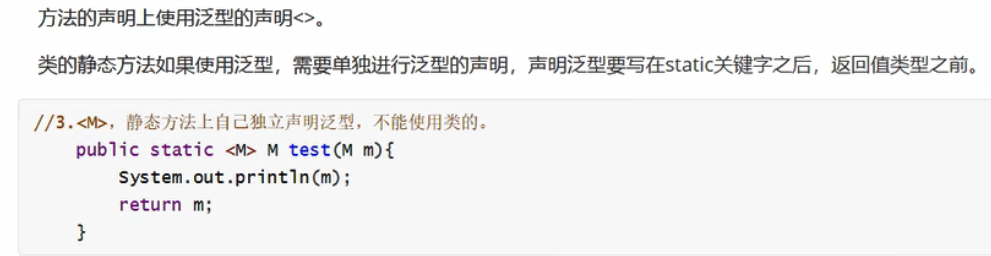 方法的声明上使用泛型的声明<>。
类的静态方法如果使用泛型，需要单独进行泛型的声明，声明泛型要写在static关键字之后，返回值类型之前。
//3.<M>，静态方法上自己独立声明泛型，不能使用类的。
    public static <M> M test(M m){
        System.out.println(m);
        return m;
    }